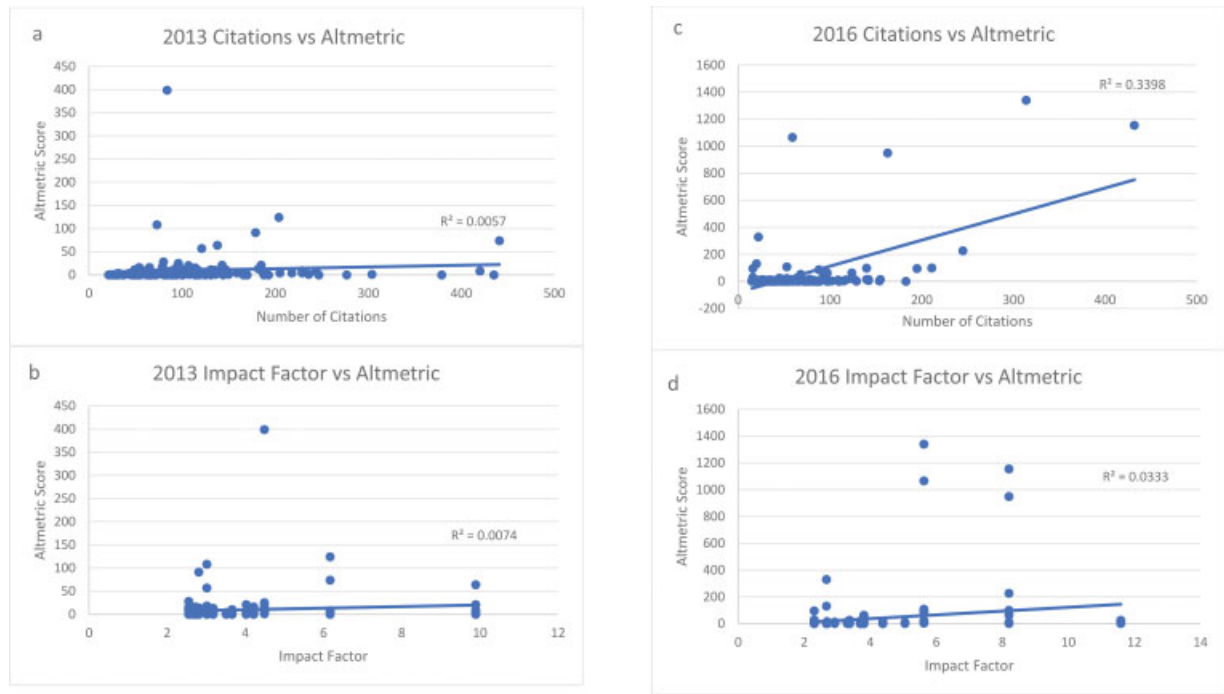 a
2013 Citations vs Altmetric
450
400
350
300
250
200
150
100
50
0
Altmetric Score
R² = 0.0057
0 100 200 300 400 500
Number of Citations
b
2013 Impact Factor vs Altmetric
450
400
350
300
250
200
150
100
50
0
Altmetric Score
R² = 0.0074
0 2 4 6 8 10 12
Impact Factor
c
2016 Citations vs Altmetric
1600
1400
1200
1000
800
600
400
200
0
-200
Altmetric Score
R² = 0.3398
0 100 200 300 400 500
Number of Citations
d
2016 Impact Factor vs Altmetric
1600
1400
1200
1000
800
600
400
200
0
Altmetric Score
R² = 0.0333
0 2 4 6 8 10 12 14
Impact Factor